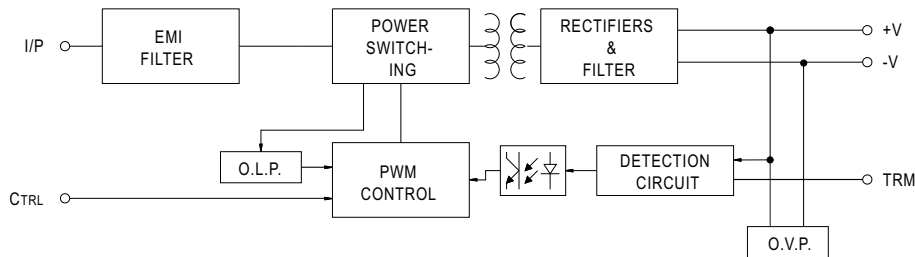 I/P
EMI
FILTER
POWER
SWITCH-
ING
RECTIFIERS
&
FILTER
+V
-V
O.L.P.
PWM
CONTROL
DETECTION
CIRCUIT
TRM
CTRL
O.V.P.